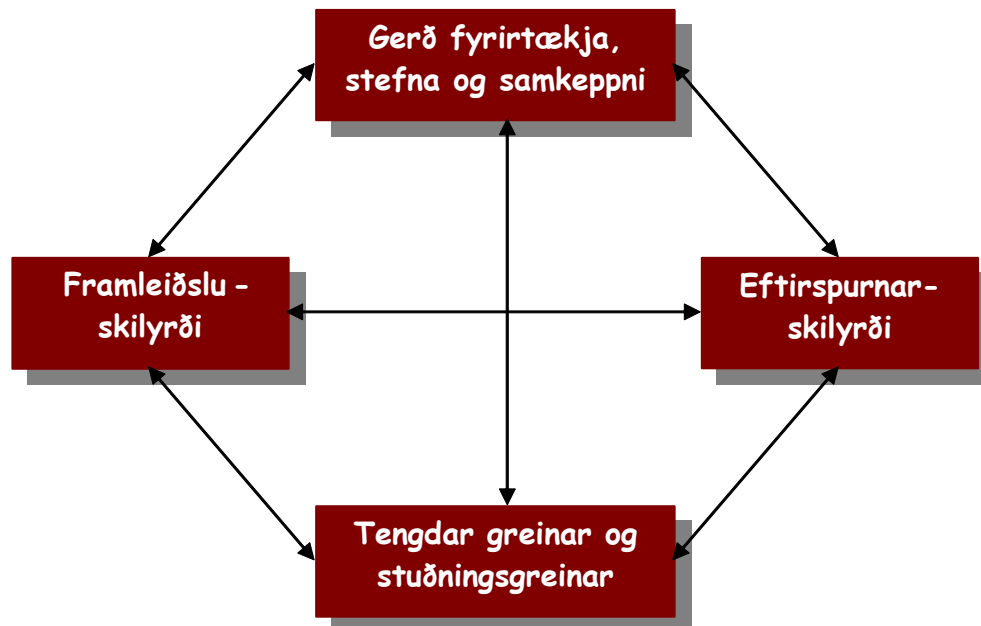 Gerð fyrirtækja,
stefna og samkeppni
Framleiðslu -
skilyrði
Eftirspurnar-
skilyrði
Tengdar greinar og
stuðningsgreinar